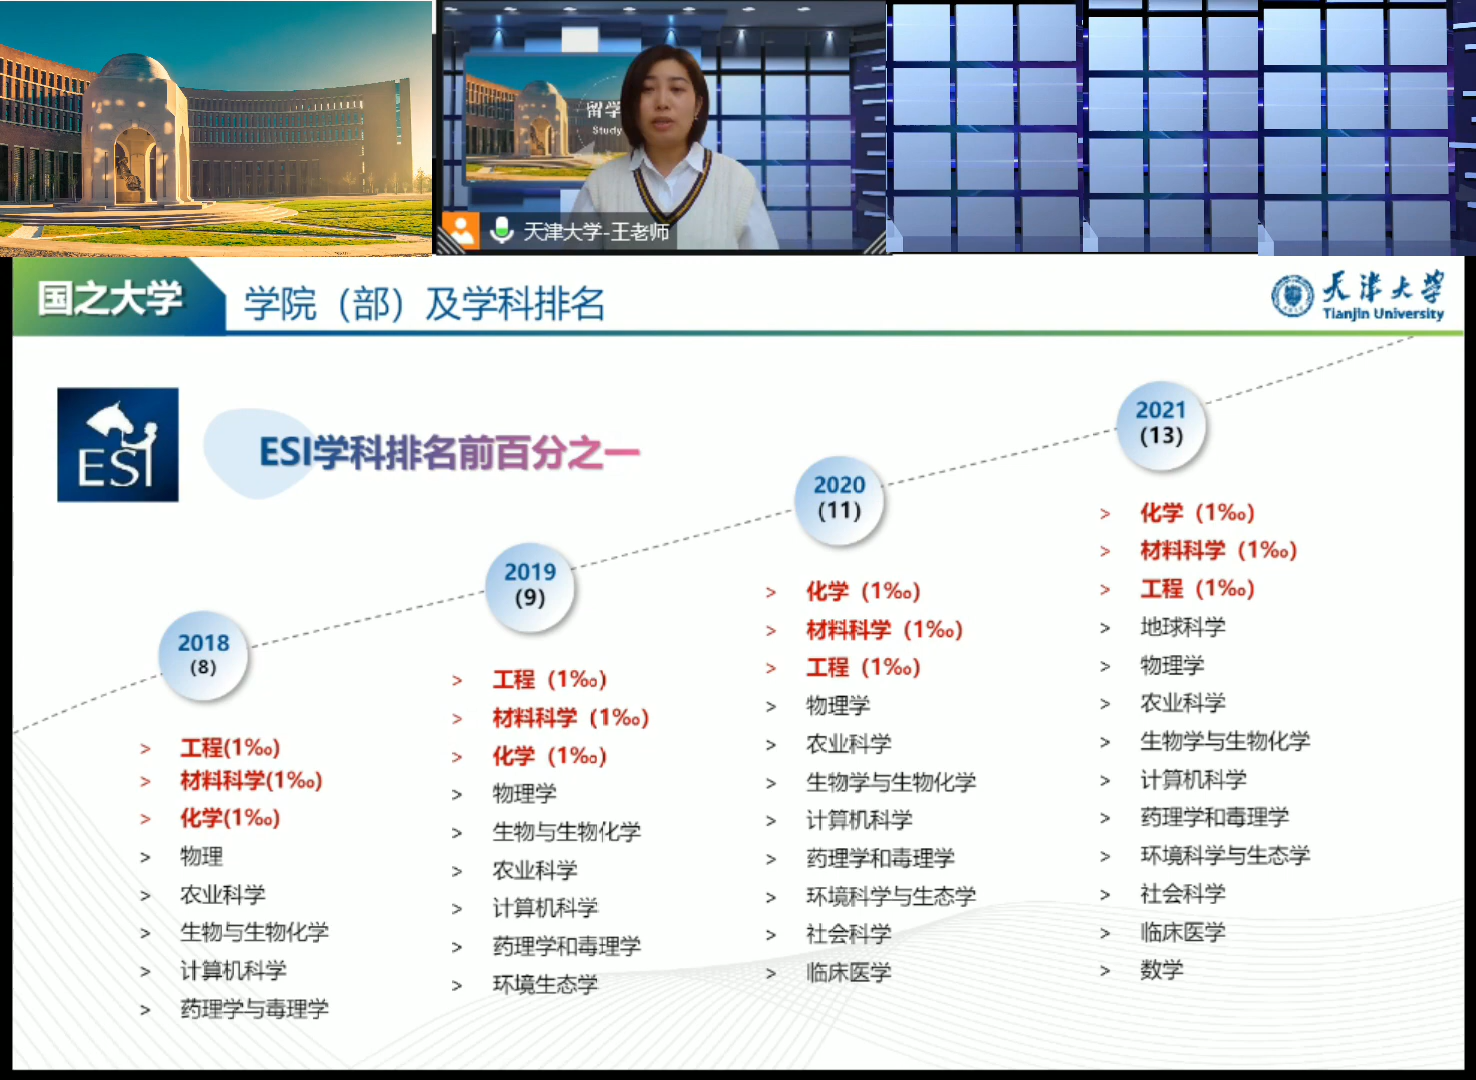 留学
Study
天津大学-王老师
国之大学
学院（部）及学科排名
天津大学
Tianjin University
ESI
ESI学科排名前百分之一
2018
(8)
> 工程(1‰)
> 材料科学(1‰)
> 化学(1‰)
> 物理
> 农业科学
> 生物与生物化学
> 计算机科学
> 药理学与毒理学
2019
(9)
> 工程（1‰）
> 材料科学（1‰）
> 化学（1‰）
> 物理学
> 生物与生物化学
> 农业科学
> 计算机科学
> 药理学和毒理学
> 环境生态学
2020
(11)
> 化学（1‰）
> 材料科学（1‰）
> 工程（1‰）
> 物理学
> 农业科学
> 生物学与生物化学
> 计算机科学
> 药理学和毒理学
> 环境科学与生态学
> 社会科学
> 临床医学
2021
(13)
> 化学（1‰）
> 材料科学（1‰）
> 工程（1‰）
> 地球科学
> 物理学
> 农业科学
> 生物学与生物化学
> 计算机科学
> 药理学和毒理学
> 环境科学与生态学
> 社会科学
> 临床医学
> 数学